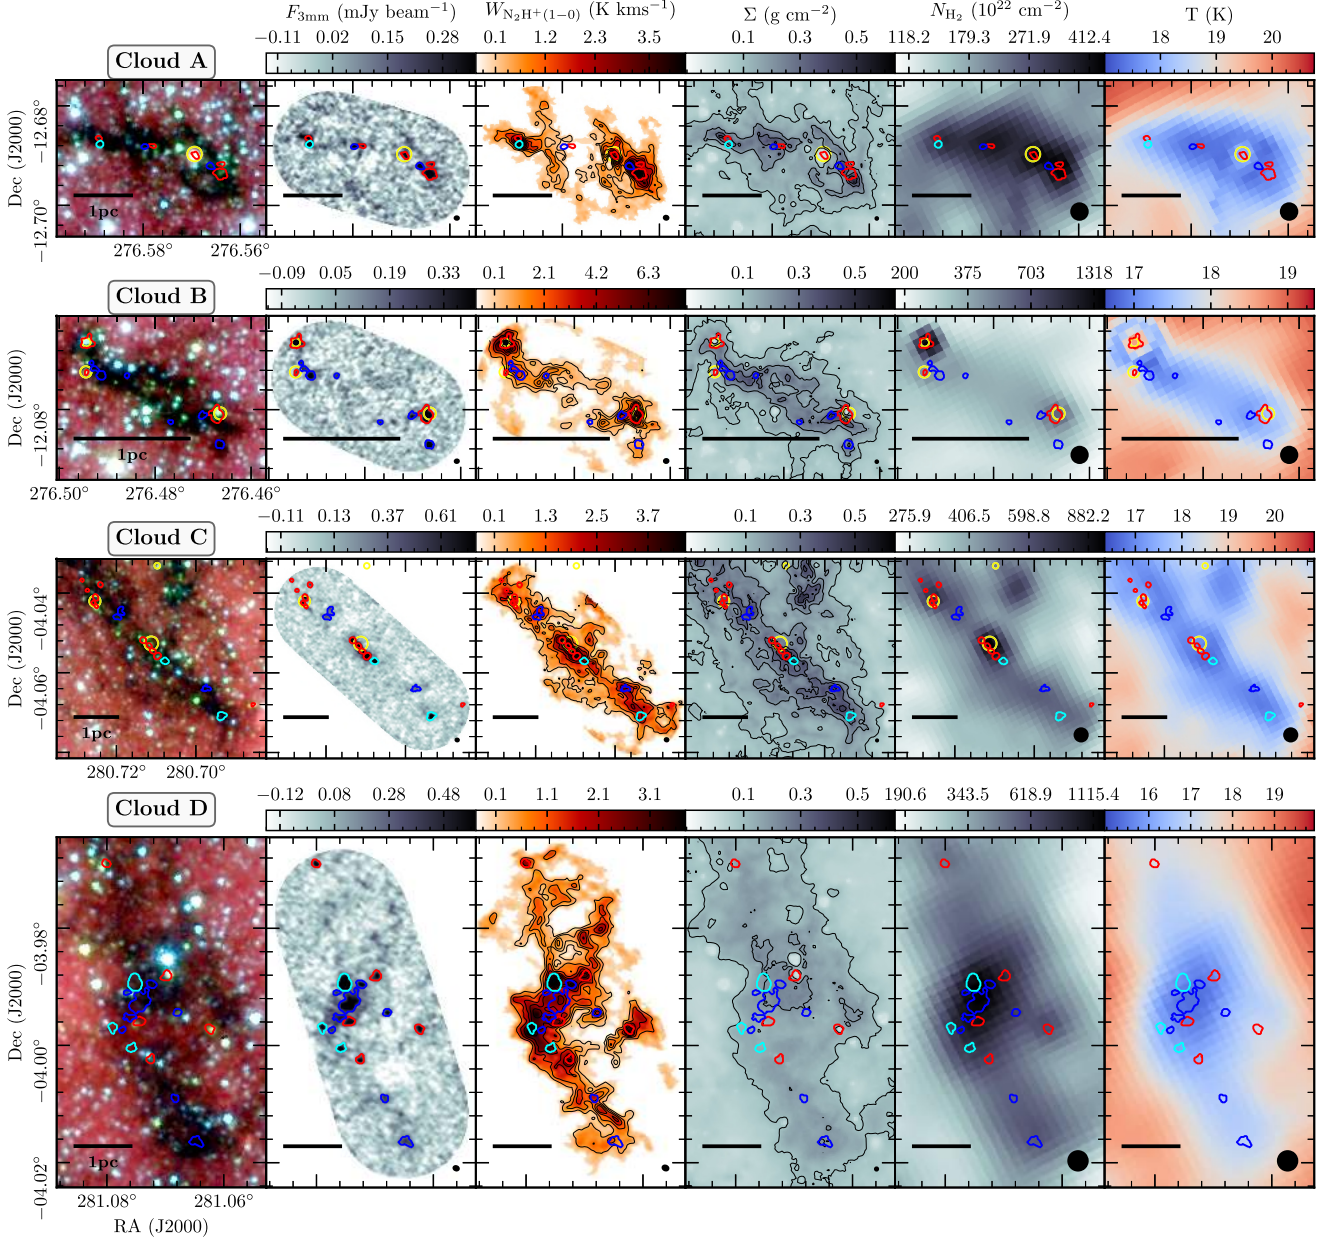 F3mm (mJy beam−1) WN2H+(1−0) (K kms−1) Σ (g cm−2) NH2 (10^22 cm−2) T (K)
−0.11 0.02 0.15 0.28 0.1 1.2 2.3 3.5 0.1 0.3 0.5 118.2 179.3 271.9 412.4 18 19 20
Cloud A
Dec (J2000)
−12.68
−12.70
1pc
276.58° 276.56°
−0.09 0.05 0.19 0.33 0.1 2.1 4.2 6.3 0.1 0.3 0.5 200 375 703 1318 17 18 19
Cloud B
Dec (J2000)
−12.08
1pc
276.50° 276.48° 276.46°
−0.11 0.13 0.37 0.61 0.1 1.3 2.5 3.7 0.1 0.3 0.5 275.9 406.5 598.8 882.2 17 18 19 20
Cloud C
Dec (J2000)
−04.04
−04.06
1pc
280.72° 280.70°
−0.12 0.08 0.28 0.48 0.1 1.1 2.1 3.1 0.1 0.3 0.5 190.6 343.5 618.9 1115.4 16 17 18 19
Cloud D
Dec (J2000)
−03.98°
−04.00°
−04.02°
1pc
281.08° 281.06°
RA (J2000)